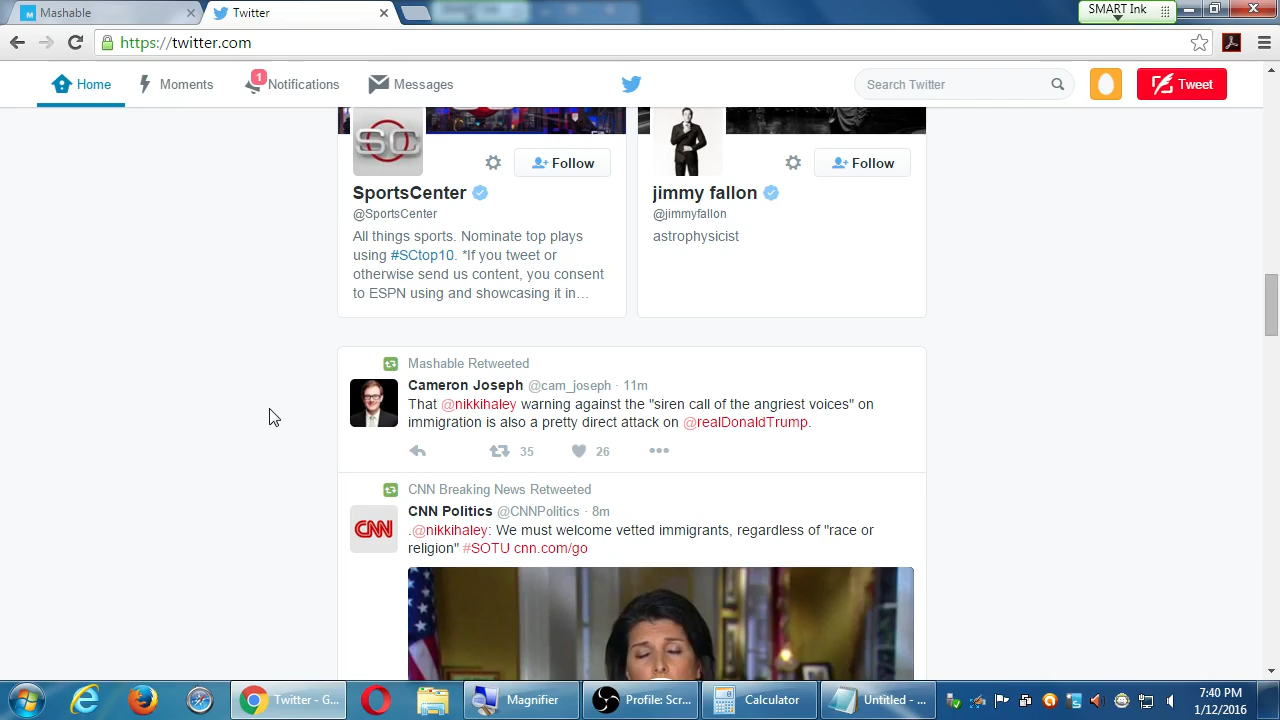 Mashable
Twitter
SMART Ink
https://twitter.com
Home
Moments
1
Notifications
Messages
Search Twitter
Tweet
SC
Follow
SportsCenter
@SportsCenter
All things sports. Nominate top plays
using #SCtop10. *If you tweet or
otherwise send us content, you consent
to ESPN using and showcasing it in…
Follow
jimmy fallon
@jimmyfallon
astrophysicist
Mashable Retweeted
Cameron Joseph @cam_joseph · 11m
That @nikkihaley warning against the "siren call of the angriest voices" on
immigration is also a pretty direct attack on @realDonaldTrump.
35
26
CNN Breaking News Retweeted
CNN
CNN Politics @CNNPolitics · 8m
.@nikkihaley: We must welcome vetted immigrants, regardless of "race or
religion" #SOTU cnn.com/go
Twitter - G...
Magnifier
Profile: Scr...
Calculator
Untitled - ...
7:40 PM
1/12/2016